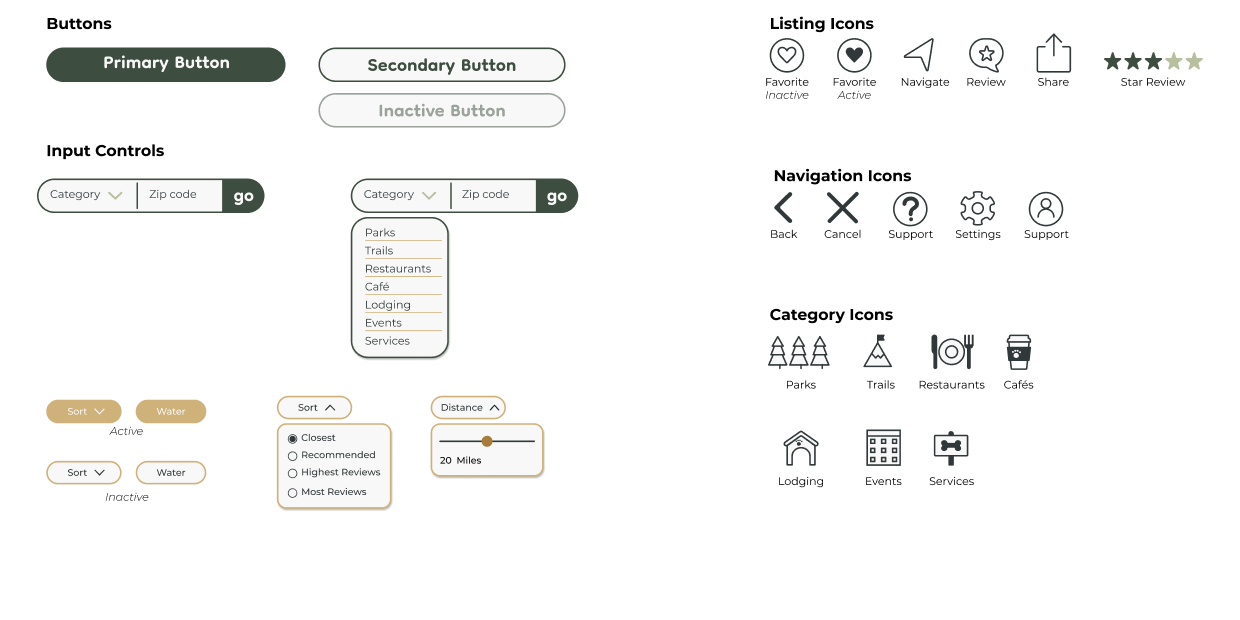 Buttons
Primary Button
Secondary Button
Inactive Button
Input Controls
Category
Zip code
go
Category
Zip code
go
Parks
Trails
Restaurants
Café
Lodging
Events
Services
Sort
Water
Active
Sort
Water
Inactive
Sort
Closest
Recommended
Highest Reviews
Most Reviews
Distance
20 Miles
Listing Icons
Favorite
Inactive
Favorite
Active
Navigate
Review
Share
Star Review
Navigation Icons
Back
Cancel
?
Support
Settings
Support
Category Icons
Parks
Trails
Restaurants
Cafés
Lodging
Events
Services